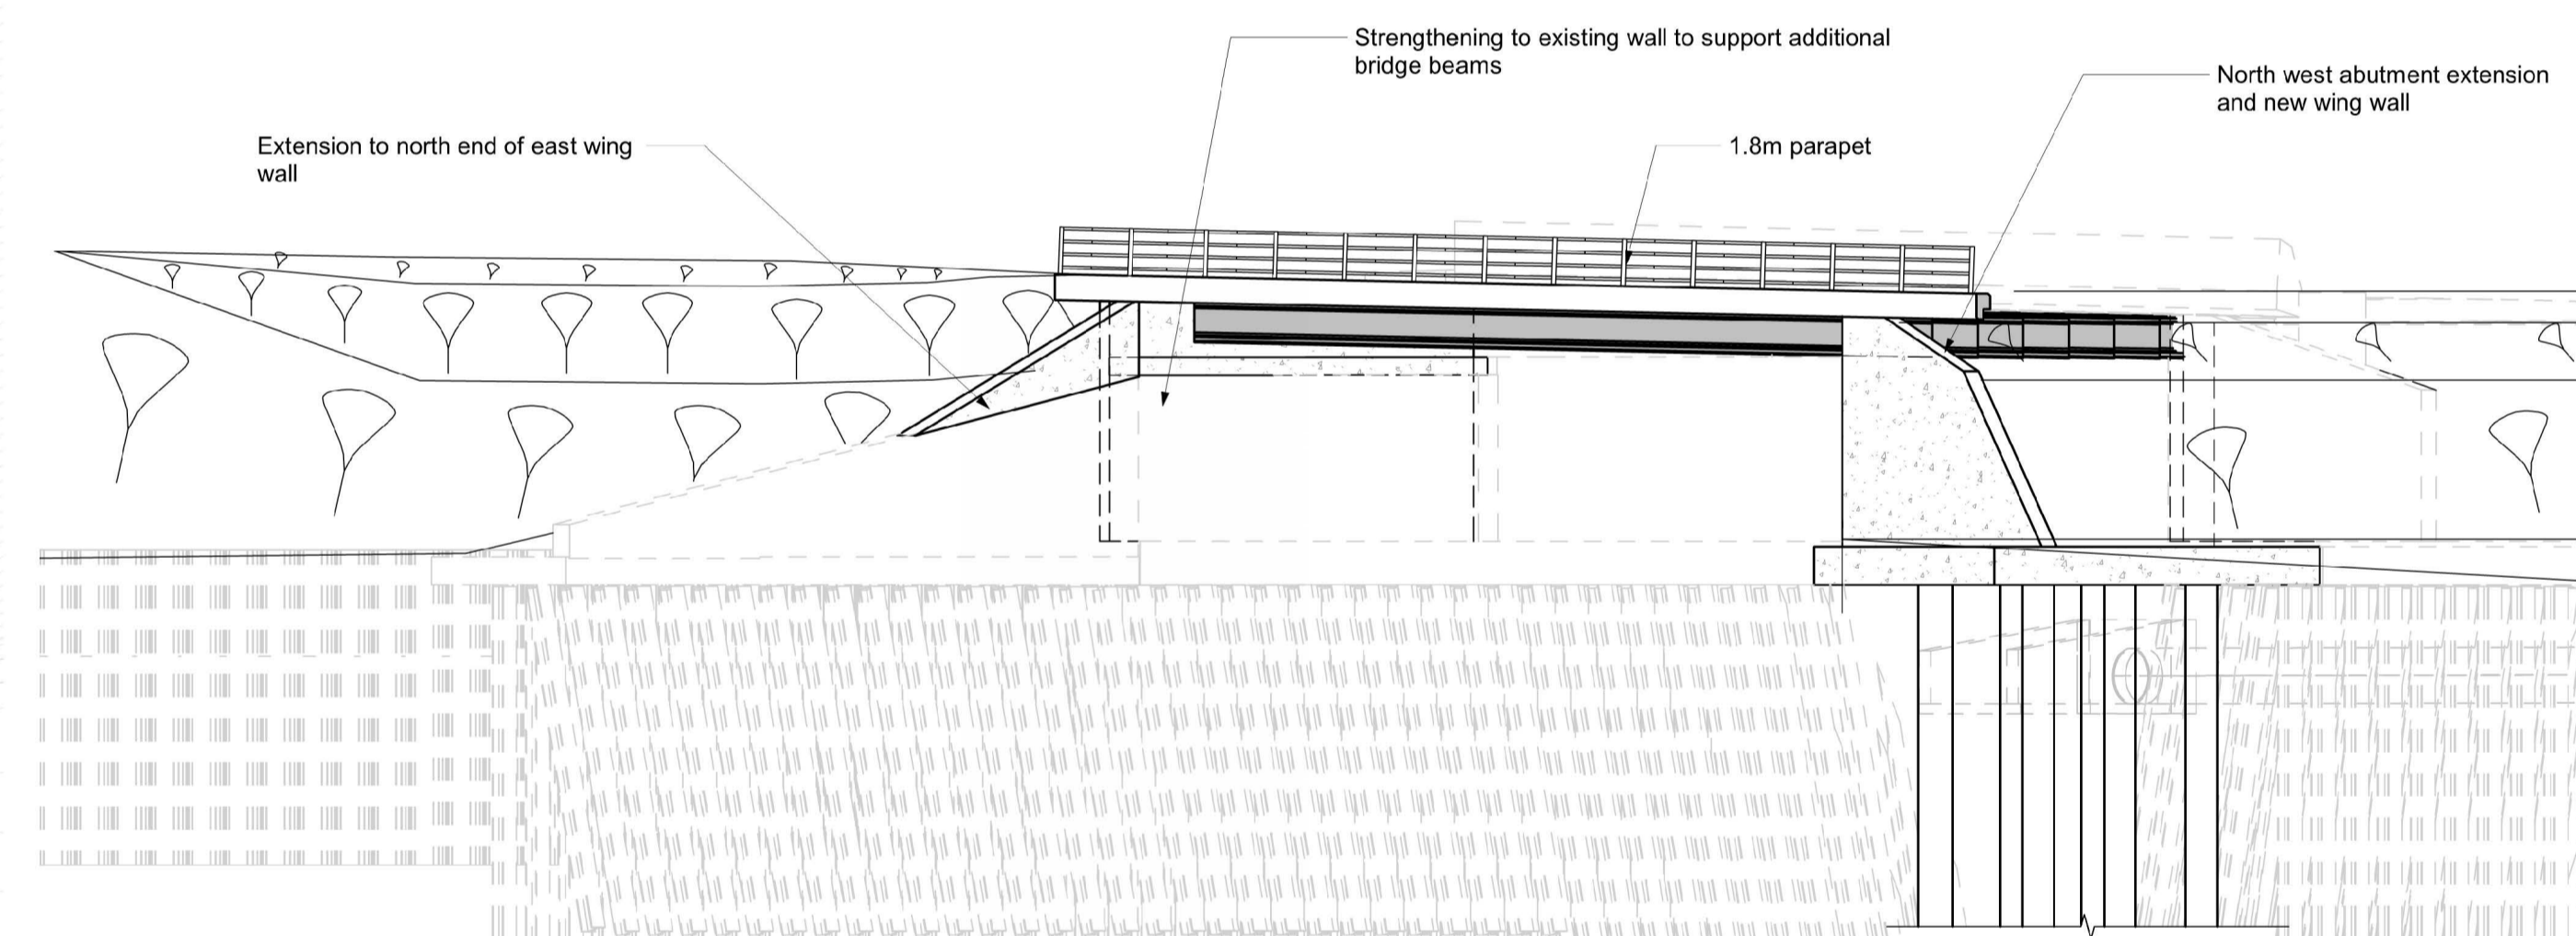 Strengthening to existing wall to support additional
bridge beams
North west abutment extension
and new wing wall
Extension to north end of east wing
wall
1.8m parapet